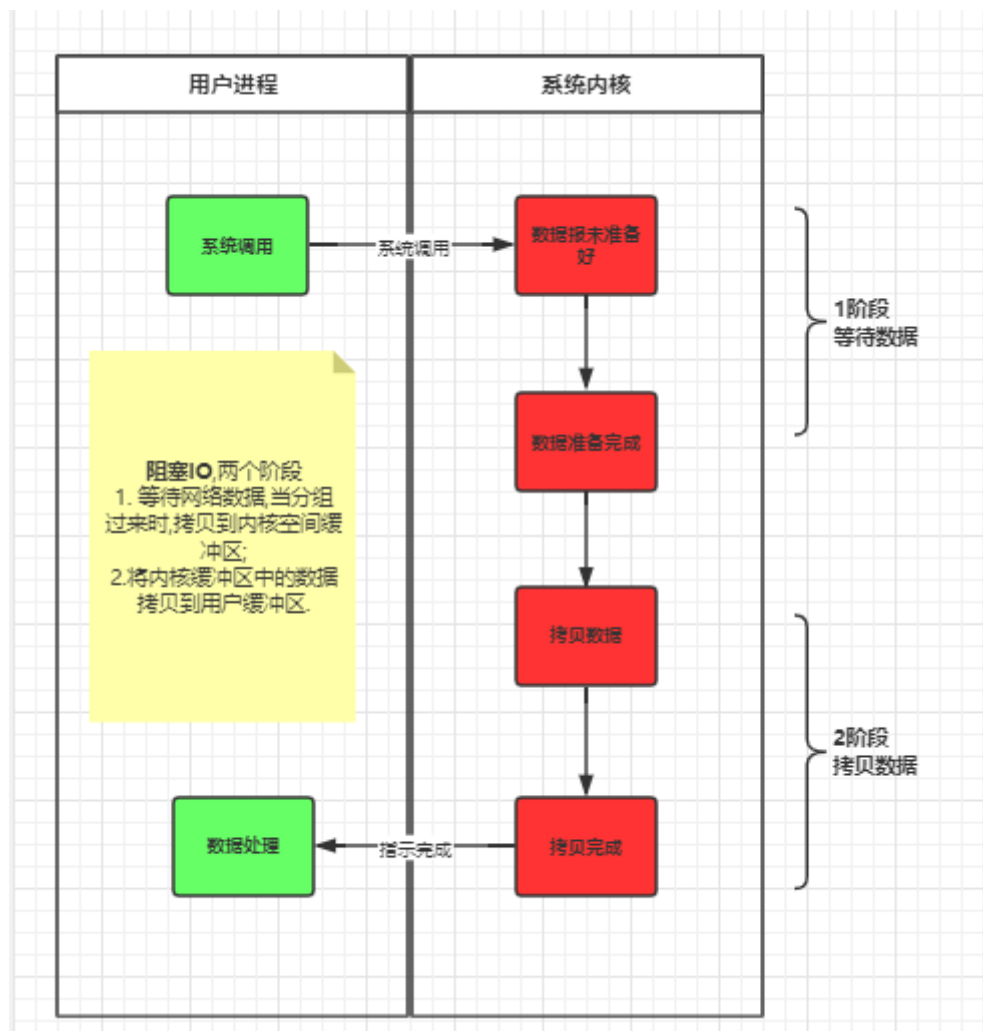 用户进程
系统内核
系统调用
系统调用
数据报未准备
好
1阶段
等待数据
阻塞IO,两个阶段
1. 等待网络数据,当分组
过来时,拷贝到内核空间缓
冲区;
2.将内核缓冲区中的数据
拷贝到用户缓冲区.
数据准备完成
拷贝数据
2阶段
拷贝数据
数据处理
指示完成
拷贝完成